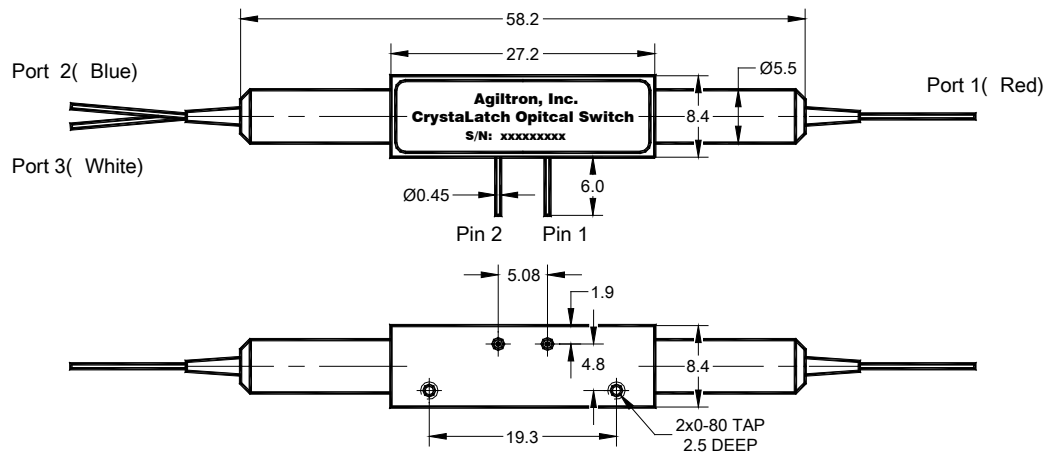 58.2
27.2
Port 2( Blue)
Ø5.5
Port 1( Red)
Agiltron, Inc.
CrystaLatch Opitcal Switch
S/N: xxxxxxxxx
8.4
Port 3( White)
Ø0.45
6.0
Pin 2
Pin 1
5.08
1.9
4.8
8.4
19.3
2x0-80 TAP
2.5 DEEP